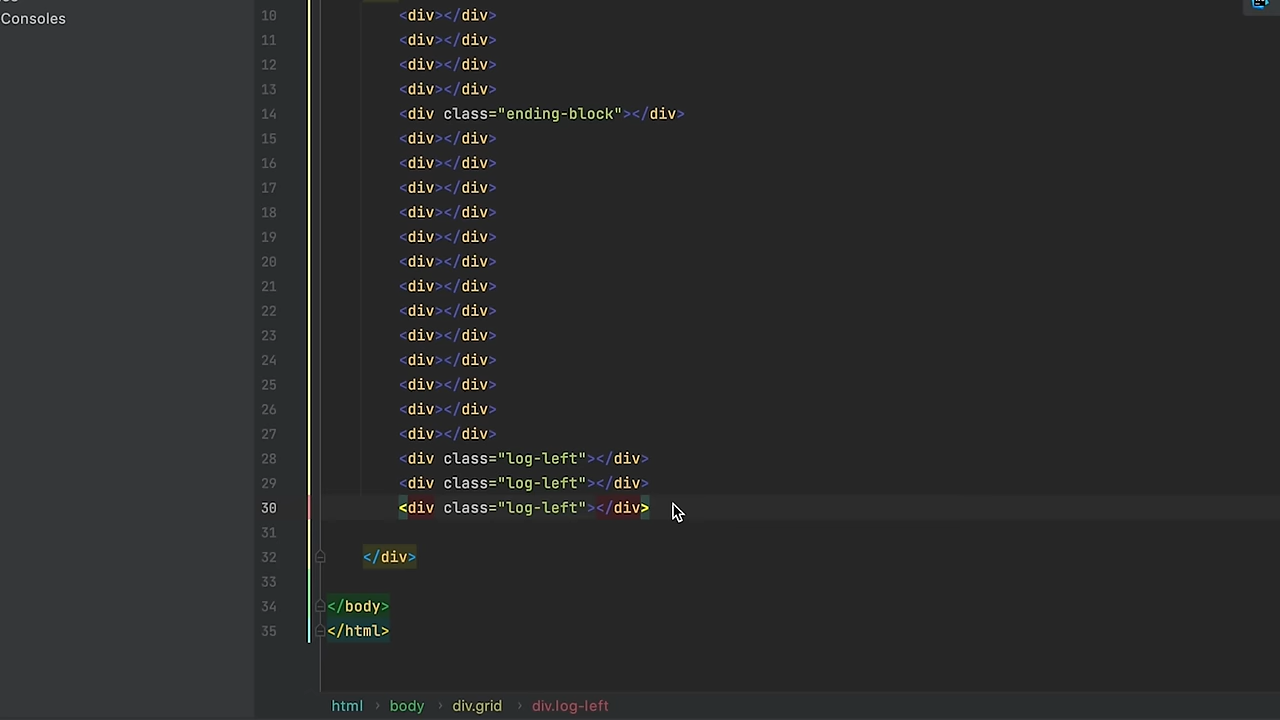 Consoles
10 <div></div>
11 <div></div>
12 <div></div>
13 <div></div>
14 <div class="ending-block"></div>
15 <div></div>
16 <div></div>
17 <div></div>
18 <div></div>
19 <div></div>
20 <div></div>
21 <div></div>
22 <div></div>
23 <div></div>
24 <div></div>
25 <div></div>
26 <div></div>
27 <div></div>
28 <div class="log-left"></div>
29 <div class="log-left"></div>
30 <div class="log-left"></div>
31
32 </div>
33
34 </body>
35 </html>
html › body › div.grid › div.log-left